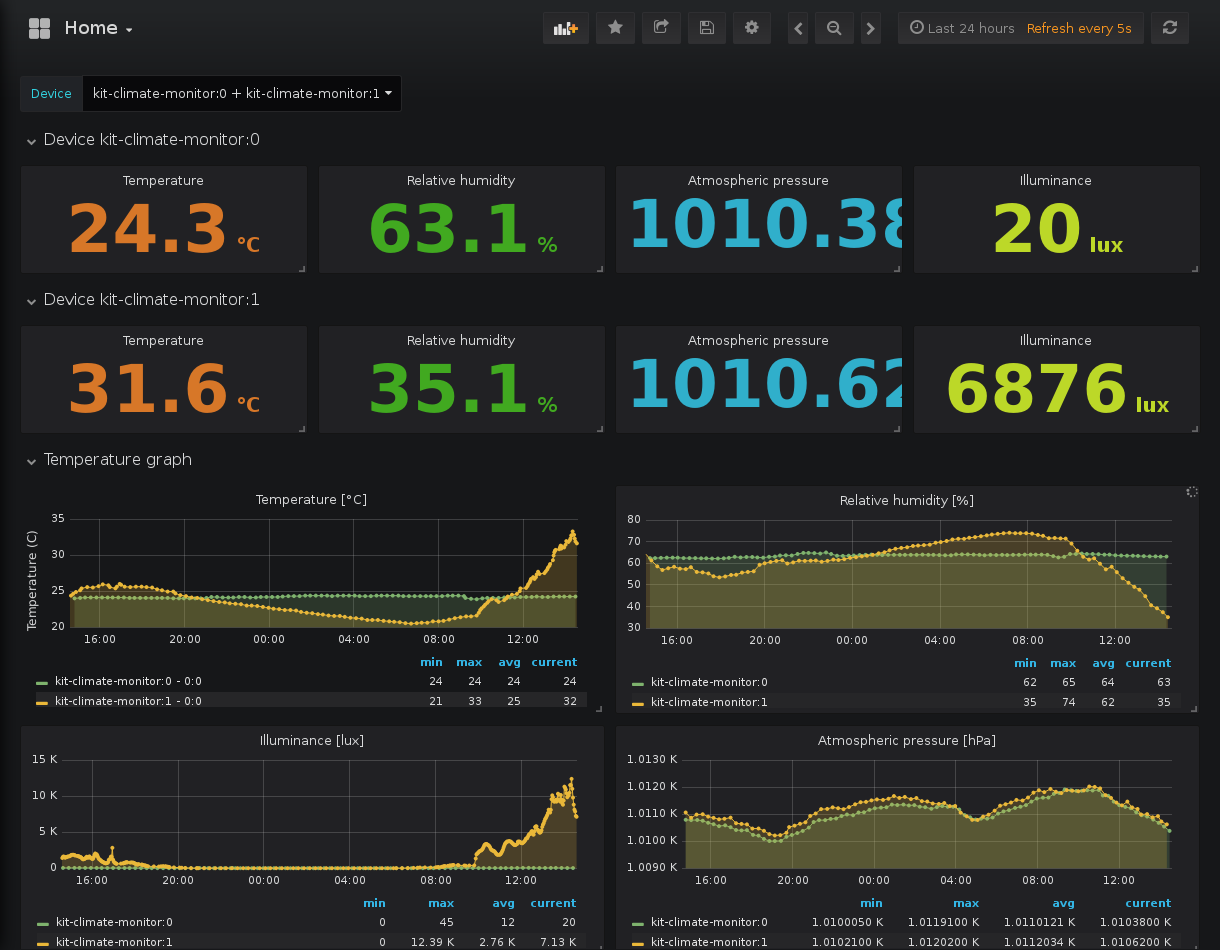 Home
Last 24 hours Refresh every 5s
Device kit-climate-monitor:0 + kit-climate-monitor:1
Device kit-climate-monitor:0
Temperature Relative humidity Atmospheric pressure Illuminance
24.3 °C 63.1 % 1010.38 20 lux
Device kit-climate-monitor:1
Temperature Relative humidity Atmospheric pressure Illuminance
31.6 °C 35.1 % 1010.62 6876 lux
Temperature graph
Temperature [°C]
Temperature (C)
35
30
25
20
16:00 20:00 00:00 04:00 08:00 12:00
min max avg current
kit-climate-monitor:0 - 0:0 24 24 24 24
kit-climate-monitor:1 - 0:0 21 33 25 32
Relative humidity [%]
80
70
60
50
40
30
16:00 20:00 00:00 04:00 08:00 12:00
min max avg current
kit-climate-monitor:0 62 65 64 63
kit-climate-monitor:1 35 74 62 35
Illuminance [lux]
15 K
10 K
5 K
0
16:00 20:00 00:00 04:00 08:00 12:00
min max avg current
kit-climate-monitor:0 0 45 12 20
kit-climate-monitor:1 0 12.39 K 2.76 K 7.13 K
Atmospheric pressure [hPa]
1.0130 K
1.0120 K
1.0110 K
1.0100 K
1.0090 K
16:00 20:00 00:00 04:00 08:00 12:00
min max avg current
kit-climate-monitor:0 1.0100050 K 1.0119100 K 1.0110121 K 1.0103800 K
kit-climate-monitor:1 1.0102100 K 1.0120200 K 1.0112034 K 1.0106200 K